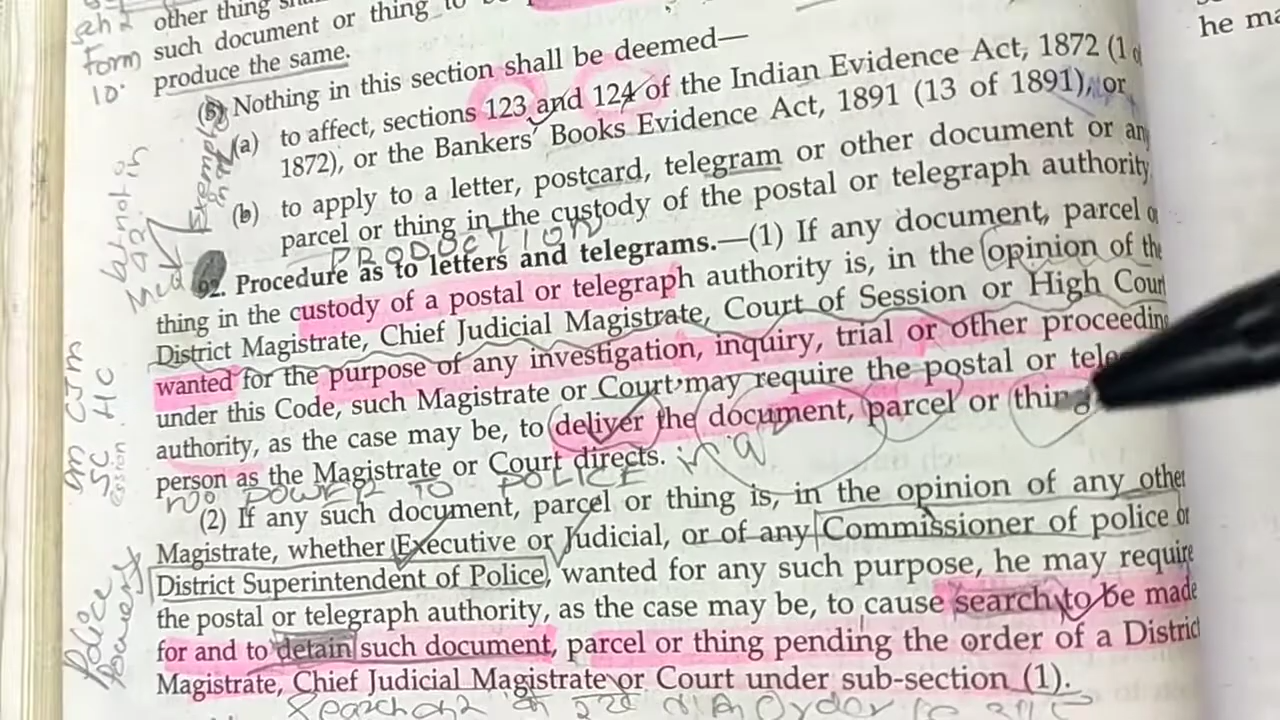 other thing
such document or thing to be
produce the same.
(3) Nothing in this section shall be deemed—
(a) to affect, sections 123 and 124 of the Indian Evidence Act, 1872 (1 of
1872), or the Bankers' Books Evidence Act, 1891 (13 of 1891), or
(b) to apply to a letter, postcard, telegram or other document or any
parcel or thing in the custody of the postal or telegraph authority
PRODUCTION
92. Procedure as to letters and telegrams.—(1) If any document, parcel or
thing in the custody of a postal or telegraph authority is, in the opinion of the
District Magistrate, Chief Judicial Magistrate, Court of Session or High Court
wanted for the purpose of any investigation, inquiry, trial or other proceeding
under this Code, such Magistrate or Court may require the postal or tele
authority, as the case may be, to deliver the document, parcel or thing
person as the Magistrate or Court directs.
NO POWER TO POLICE
(2) If any such document, parcel or thing is, in the opinion of any other
Magistrate, whether Executive or Judicial, or of any Commissioner of police or
District Superintendent of Police, wanted for any such purpose, he may require
the postal or telegraph authority, as the case may be, to cause search to be made
for and to detain such document, parcel or thing pending the order of a District
Magistrate, Chief Judicial Magistrate or Court under sub-section (1).
Sch 2
Form
10
but not in
DM CJM
SC HC
ession
Police
Powers
he ma